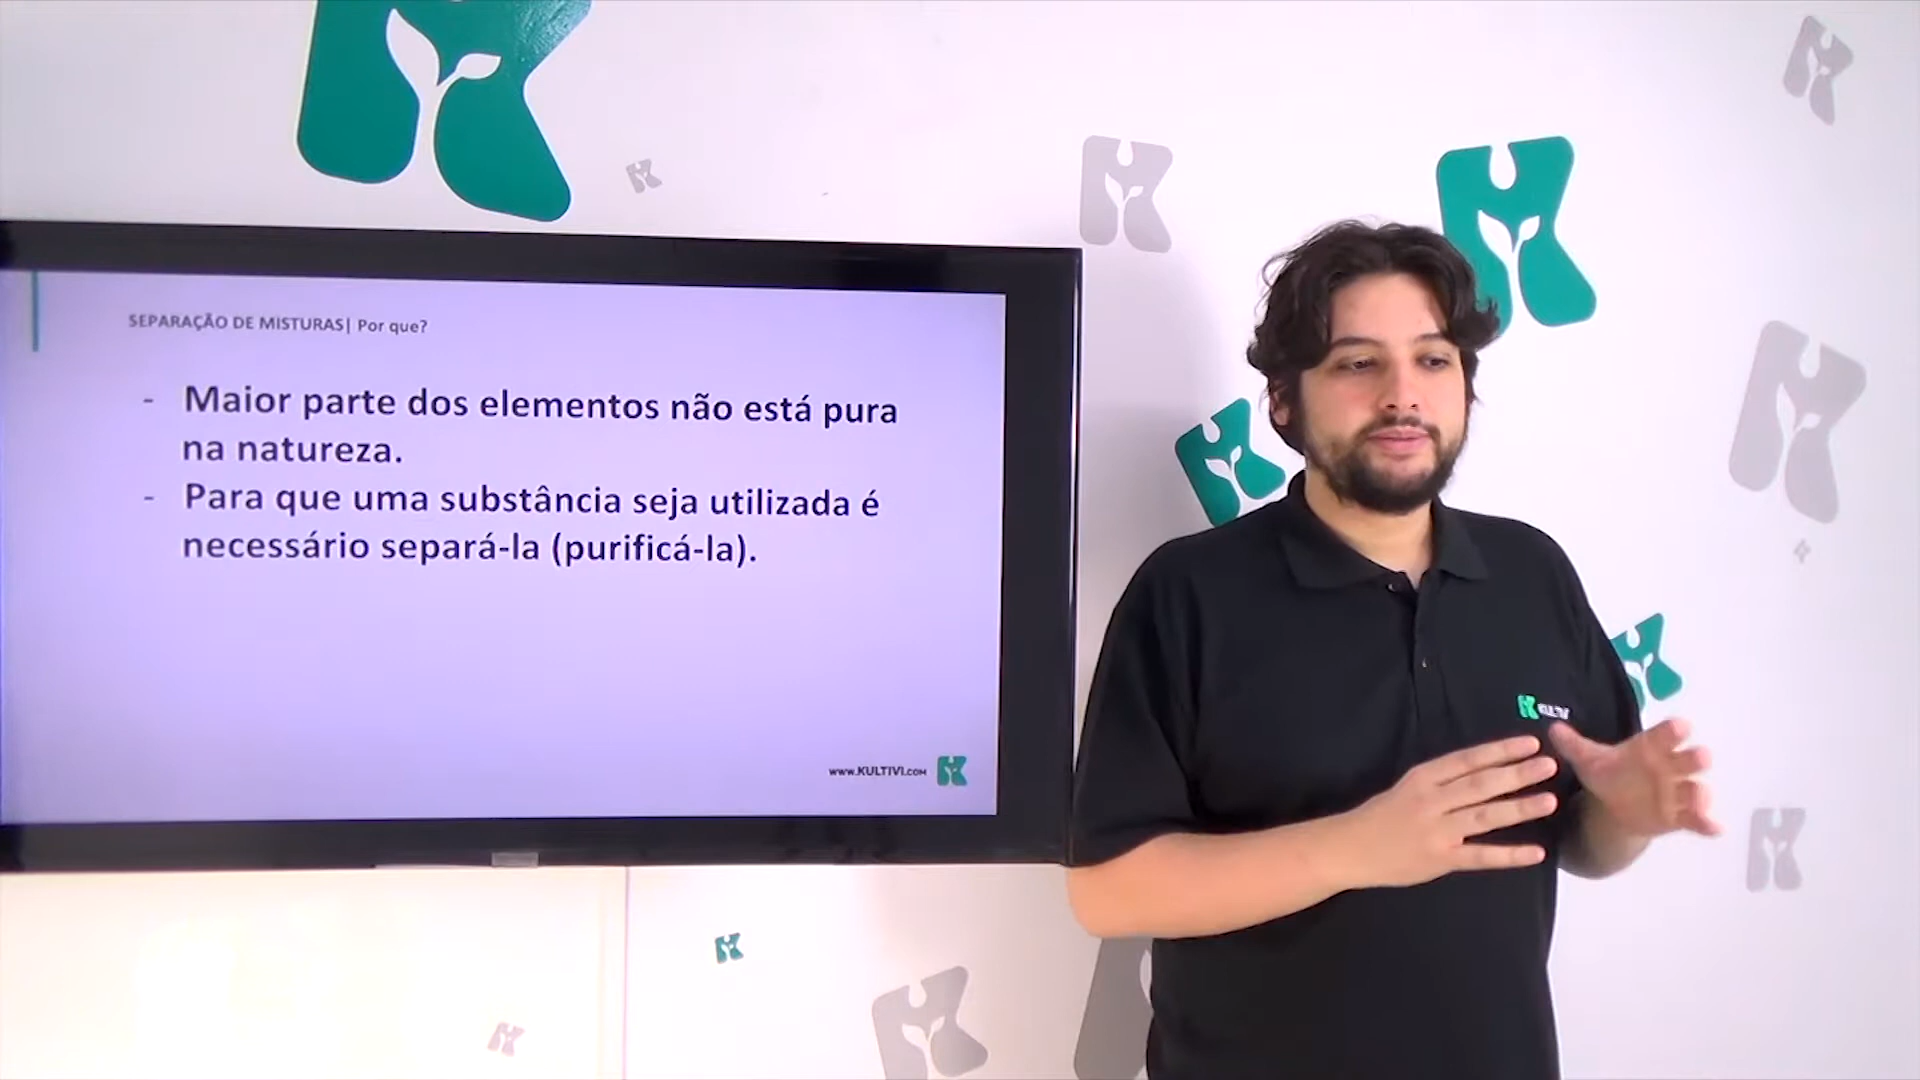 SEPARAÇÃO DE MISTURAS| Por que?
- Maior parte dos elementos não está pura
na natureza.
- Para que uma substância seja utilizada é
necessário separá-la (purificá-la).
www.KULTIVI.COM
KULTIVI